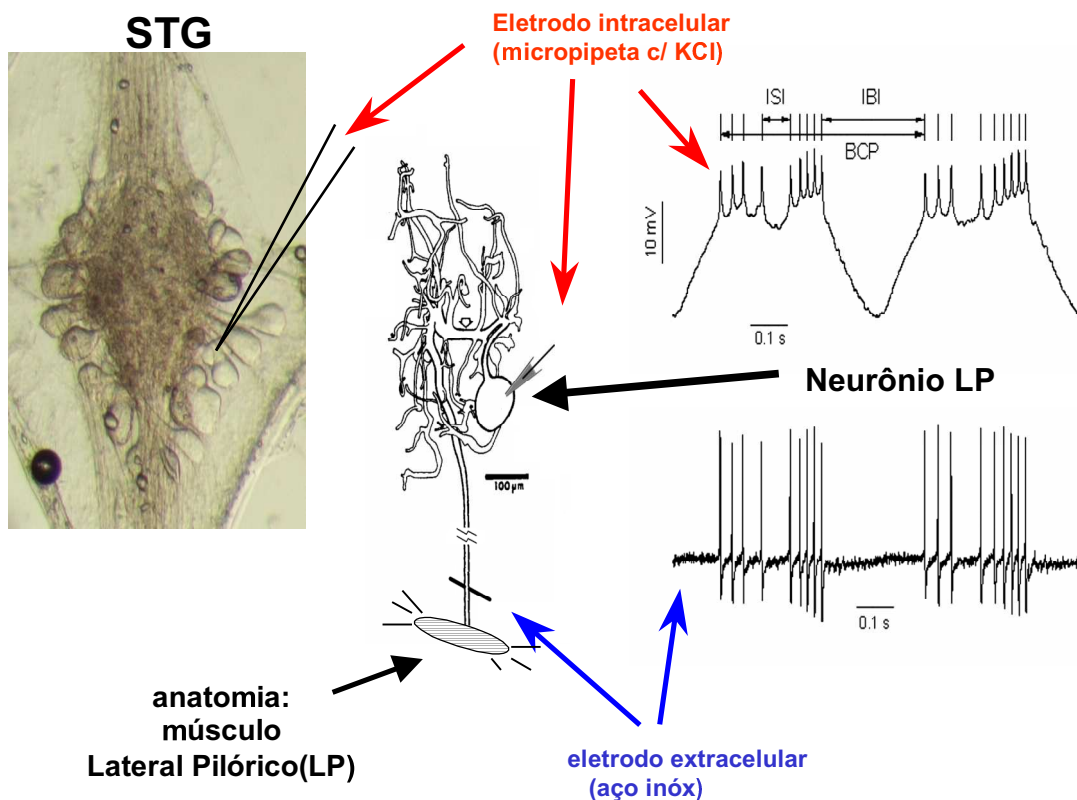 STG
Eletrodo intracelular
(micropipeta c/ KCl)
ISI
IBI
BCP
10 mV
0.1 s
Neurônio LP
100µm
0.1 s
anatomia:
músculo
Lateral Pilórico(LP)
eletrodo extracelular
(aço inóx)